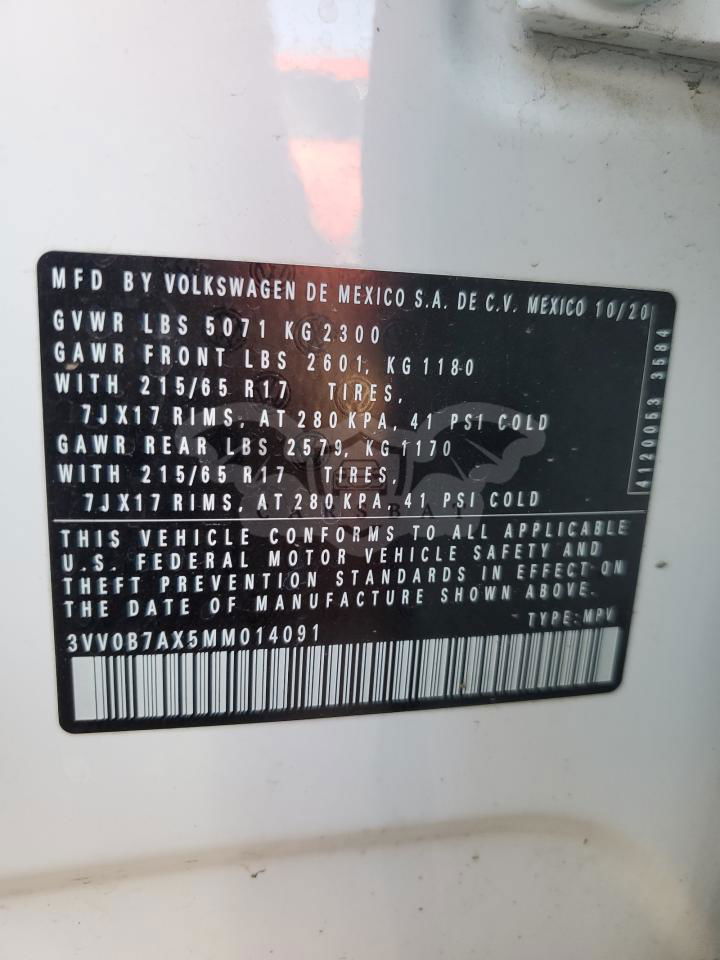 MFD BY VOLKSWAGEN DE MEXICO S.A. DE C.V. MEXICO 10/20
GVWR LBS 5071 KG 2300
GAWR FRONT LBS 2601, KG 1180
WITH 215/65 R17 TIRES,
7JX17 RIMS, AT 280 KPA, 41 PSI COLD
GAWR REAR LBS 2579, KG 1170
WITH 215/65 R17 TIRES,
7JX17 RIMS, AT 280 KPA, 41 PSI COLD
4120053 3584
THIS VEHICLE CONFORMS TO ALL APPLICABLE
U.S. FEDERAL MOTOR VEHICLE SAFETY AND
THEFT PREVENTION STANDARDS IN EFFECT ON
THE DATE OF MANUFACTURE SHOWN ABOVE.
3VV0B7AX5MM014091 TYPE: MPV